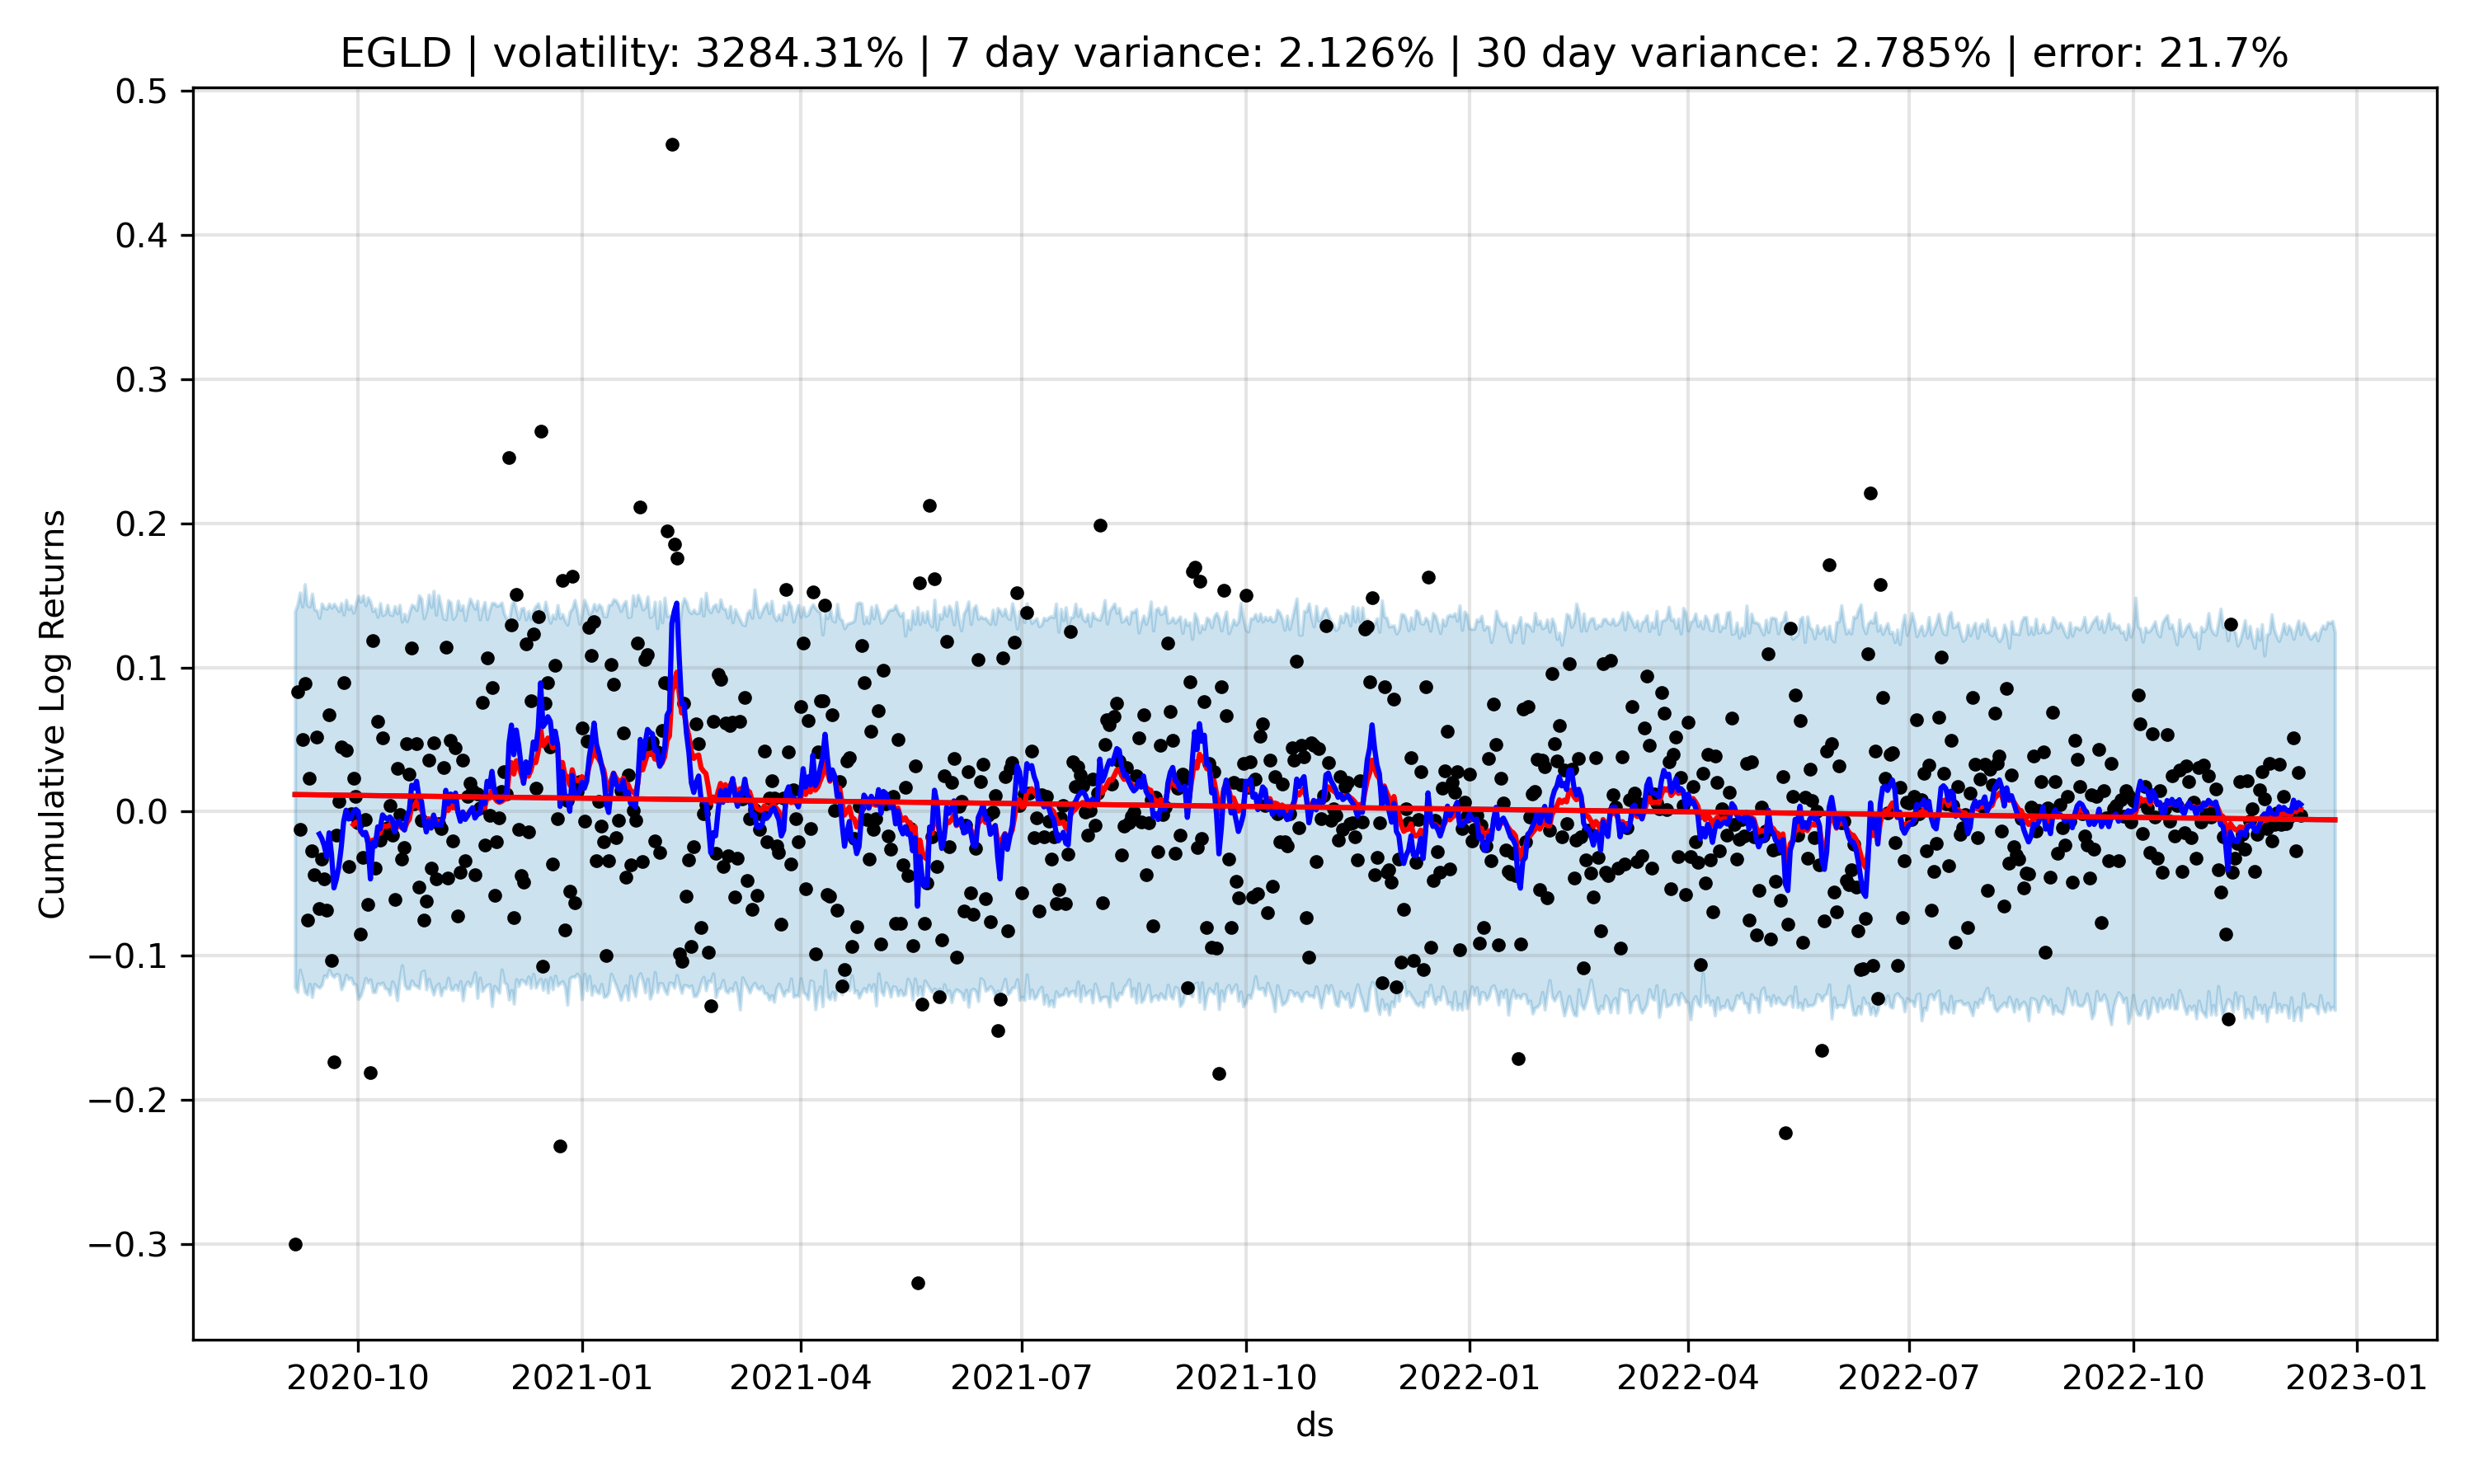 EGLD | volatility: 3284.31% | 7 day variance: 2.126% | 30 day variance: 2.785% | error: 21.7%
0.5
0.4
0.3
0.2
0.1
0.0
−0.1
−0.2
−0.3
Cumulative Log Returns
2020-10 2021-01 2021-04 2021-07 2021-10 2022-01 2022-04 2022-07 2022-10 2023-01
ds